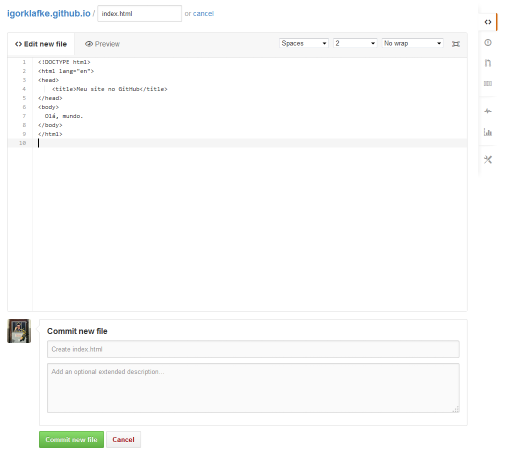 igorklafke.github.io / index.html or cancel
<> Edit new file Preview Spaces 2 No wrap
1 <!DOCTYPE html>
2 <html lang="en">
3 <head>
4 <title>Meu site no GitHub</title>
5 </head>
6 <body>
7 Olá, mundo.
8 </body>
9 </html>
10
Commit new file
Create index.html
Add an optional extended description...
Commit new file Cancel